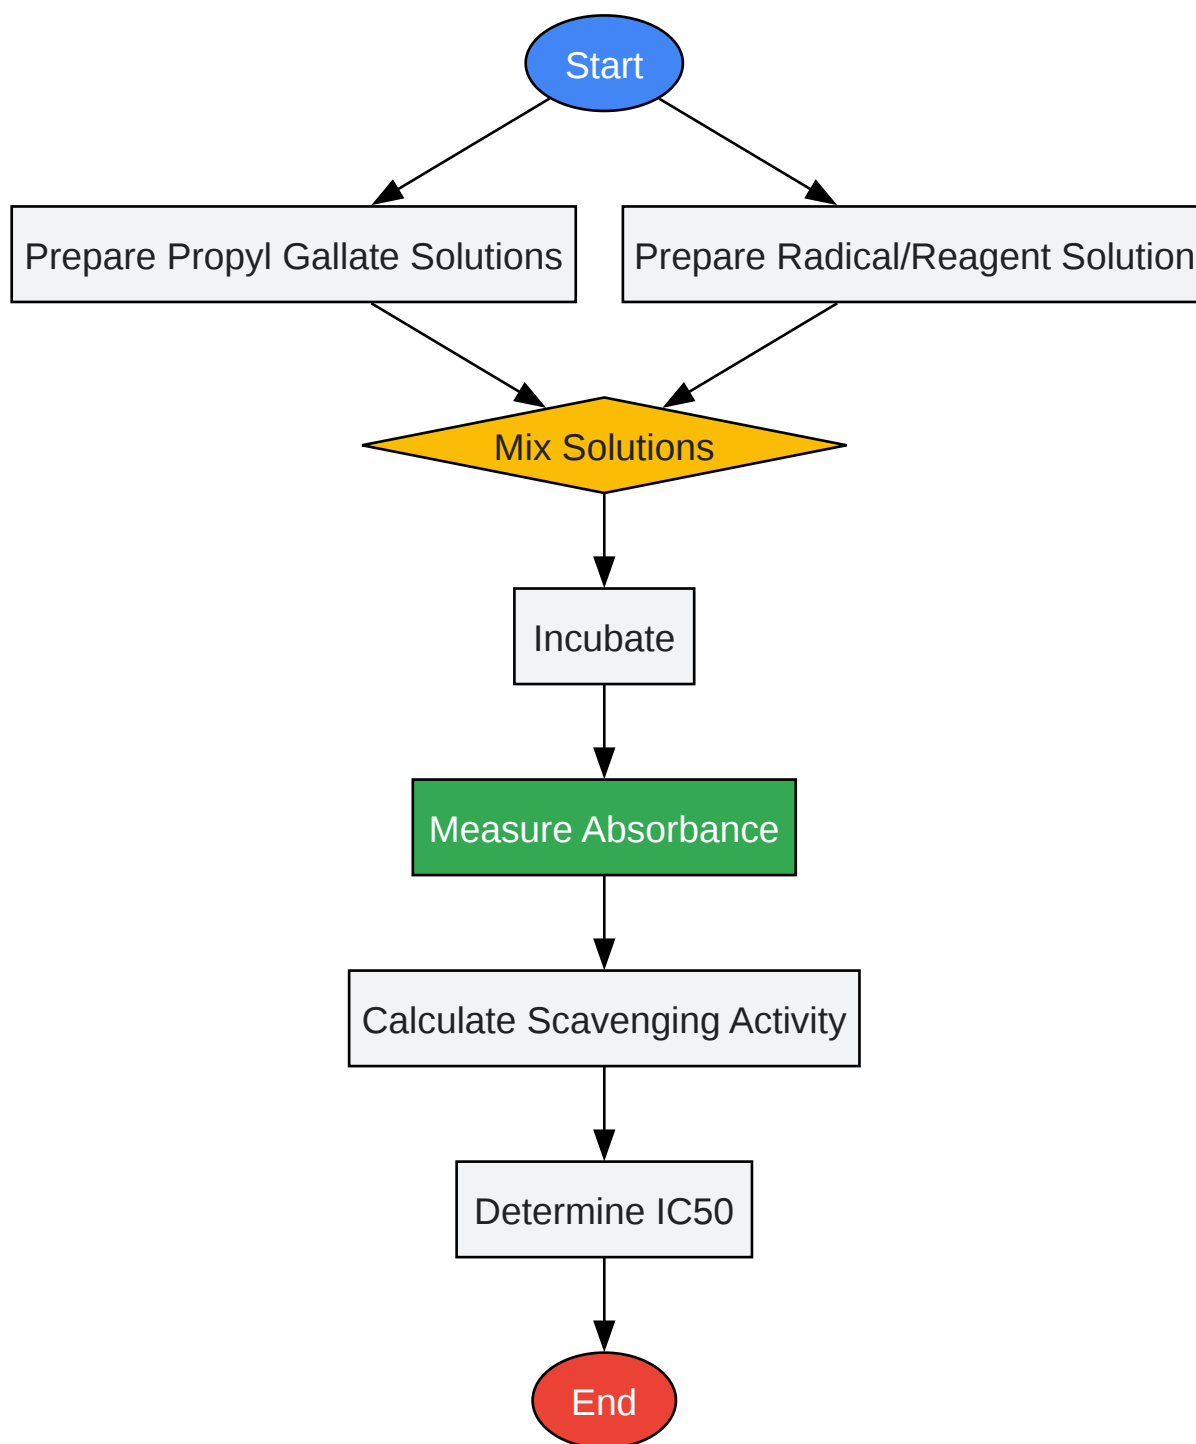 Start
Prepare Propyl Gallate Solutions
Prepare Radical/Reagent Solution
Mix Solutions
Incubate
Measure Absorbance
Calculate Scavenging Activity
Determine IC50
End